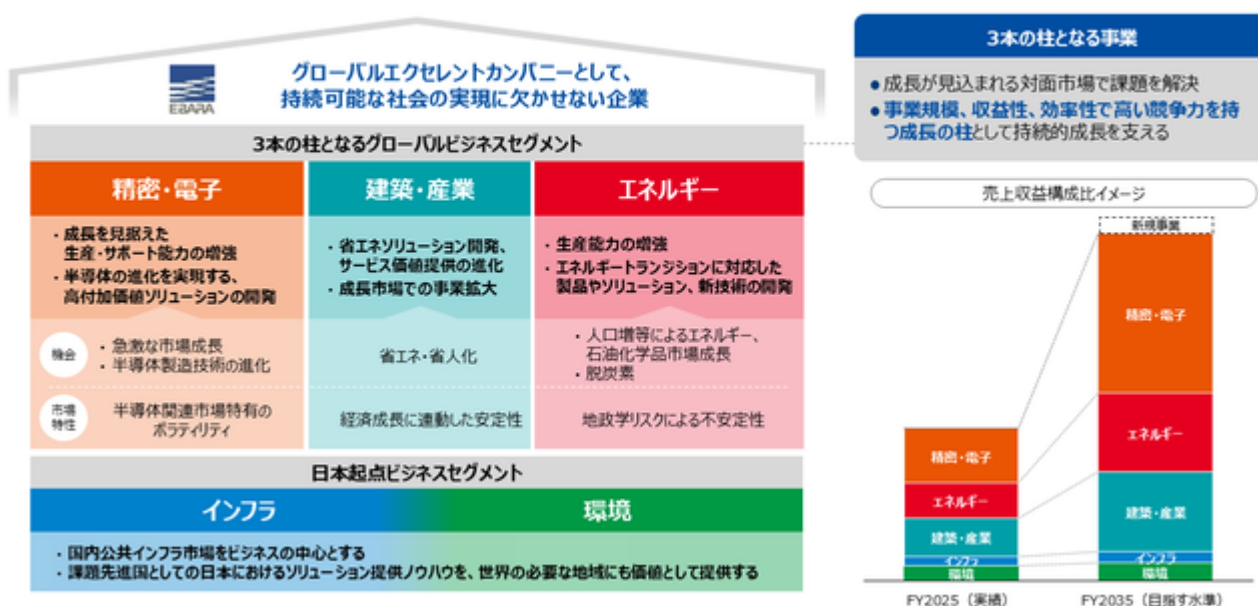 EBARA
グローバルエクセレントカンパニーとして、
持続可能な社会の実現に欠かせない企業
3本の柱となるグローバルビジネスセグメント
精密・電子
・成長を見据えた
生産・サポート能力の増強
・半導体の進化を実現する、
高付加価値ソリューションの開発
建築・産業
・省エネソリューション開発、
サービス価値提供の進化
・成長市場での事業拡大
エネルギー
・生産能力の増強
・エネルギートランジションに対応した
製品やソリューション、新技術の開発
機会
・急激な市場成長
・半導体製造技術の進化
省エネ・省人化
・人口増等によるエネルギー、
石油化学品市場成長
・脱炭素
市場
特性
半導体関連市場特有の
ボラティリティ
経済成長に連動した安定性
地政学リスクによる不安定性
日本起点ビジネスセグメント
インフラ
環境
・国内公共インフラ市場をビジネスの中心とする
・課題先進国としての日本におけるソリューション提供ノウハウを、世界の必要な地域にも価値として提供する
3本の柱となる事業
●成長が見込まれる対面市場で課題を解決
●事業規模、収益性、効率性で高い競争力を持
つ成長の柱として持続的成長を支える
売上収益構成比イメージ
新規事業
精密・電子
エネルギー
建築・産業
インフラ
環境
精密・電子
エネルギー
建築・産業
インフラ
環境
FY2025（実績）
FY2035（目指す水準）